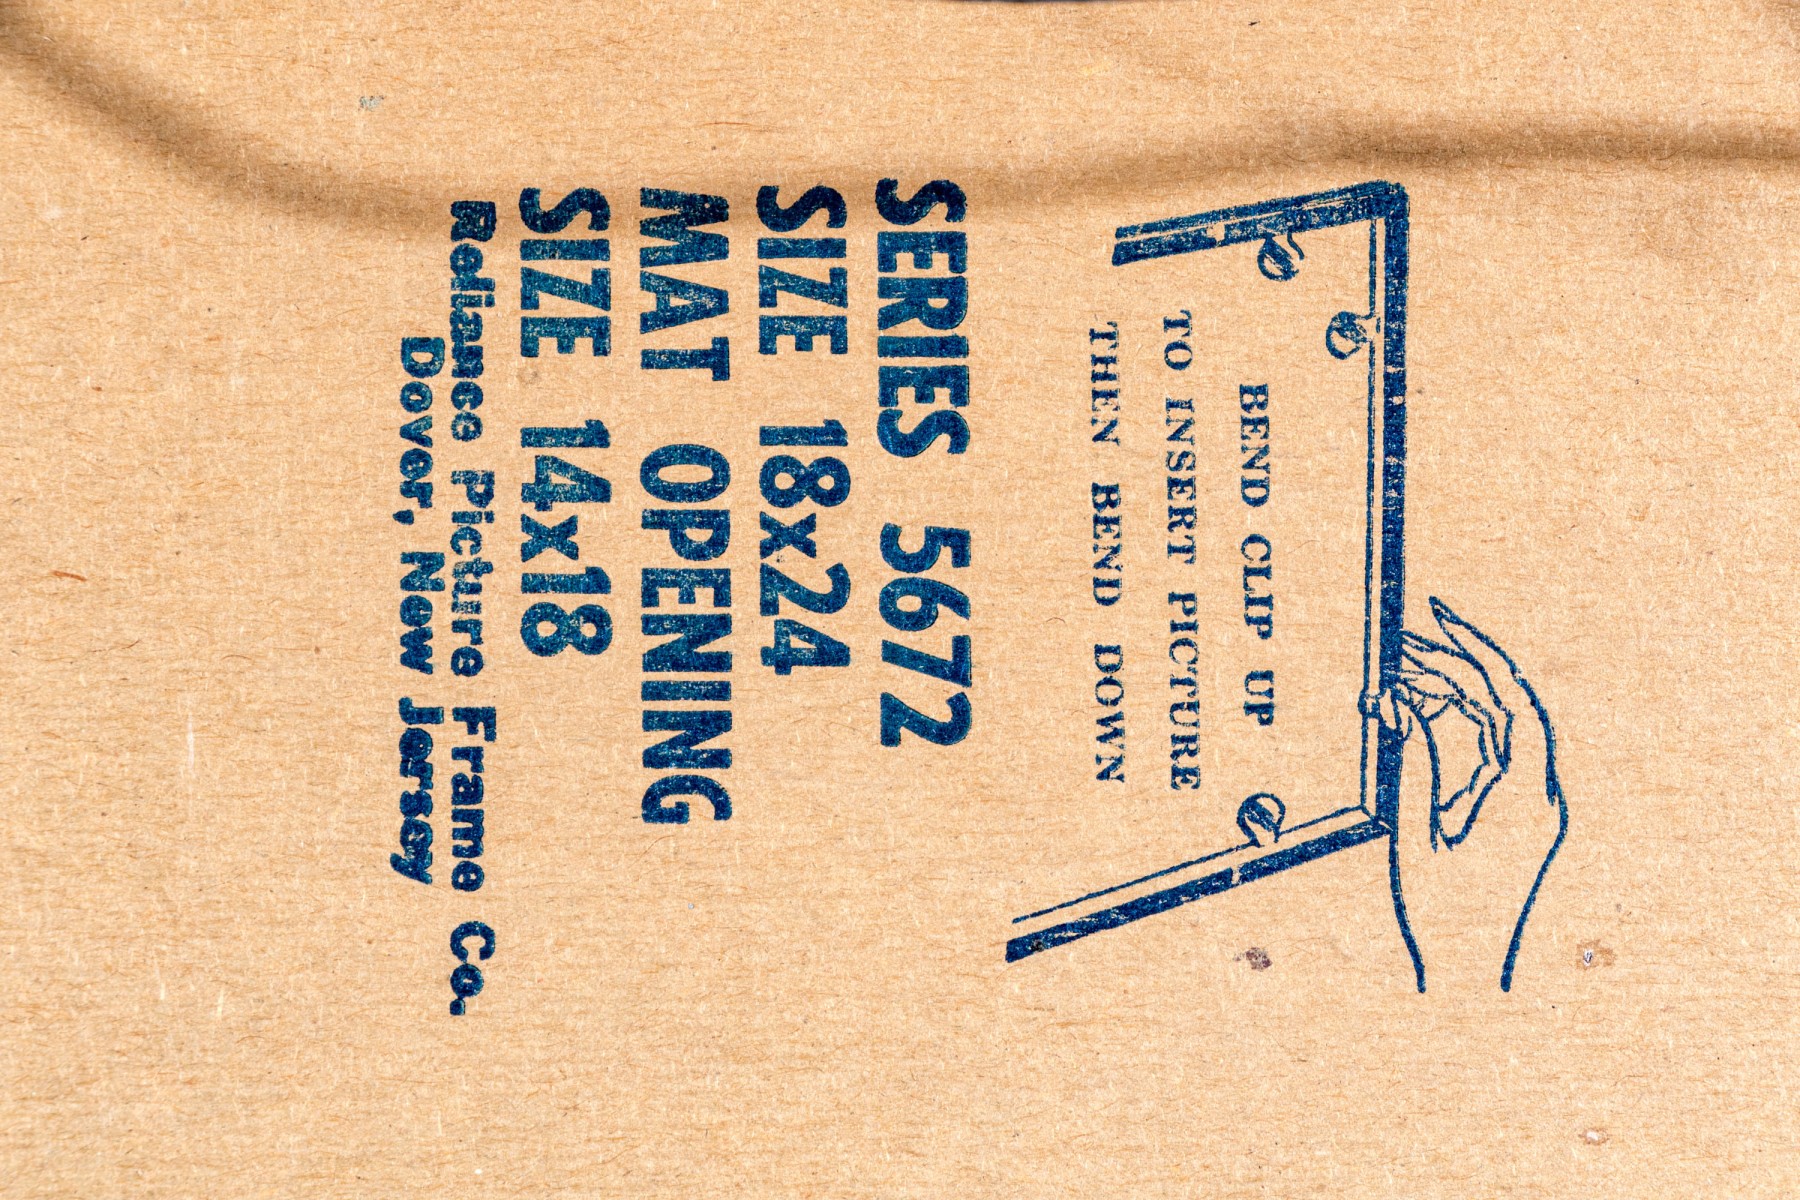 BEND CLIP UP
TO INSERT PICTURE
THEN BEND DOWN
SERIES 5672
SIZE 18x24
MAT OPENING
SIZE 14x18
Reliance Picture Frame Co.
Dover, New Jersey